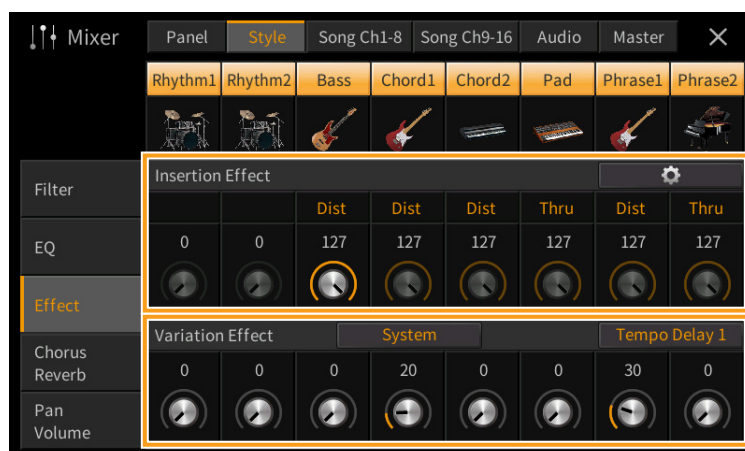 Mixer
Panel Style Song Ch1-8 Song Ch9-16 Audio Master
Rhythm1 Rhythm2 Bass Chord1 Chord2 Pad Phrase1 Phrase2
Filter
EQ
Effect
Chorus
Reverb
Pan
Volume
Insertion Effect
Dist Dist Dist Thru Dist Thru
0 0 127 127 127 127 127 127
Variation Effect System Tempo Delay 1
0 0 0 20 0 0 30 0